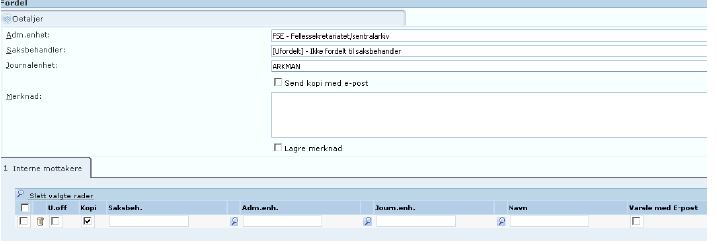 Fordel
Detaljer
Adm.enhet: FSE - Fellessekretariatet/sentralarkiv
Saksbehandler: [Ufordelt] - Ikke fordelt til saksbehandler
Journalenhet: ARKMAN
Send kopi med e-post
Merknad:
Lagre merknad
1 Interne mottakere
Slett valgte rader
U.off Kopi Saksbeh. Adm.enh. Journ.enh. Navn Varsle med E-post